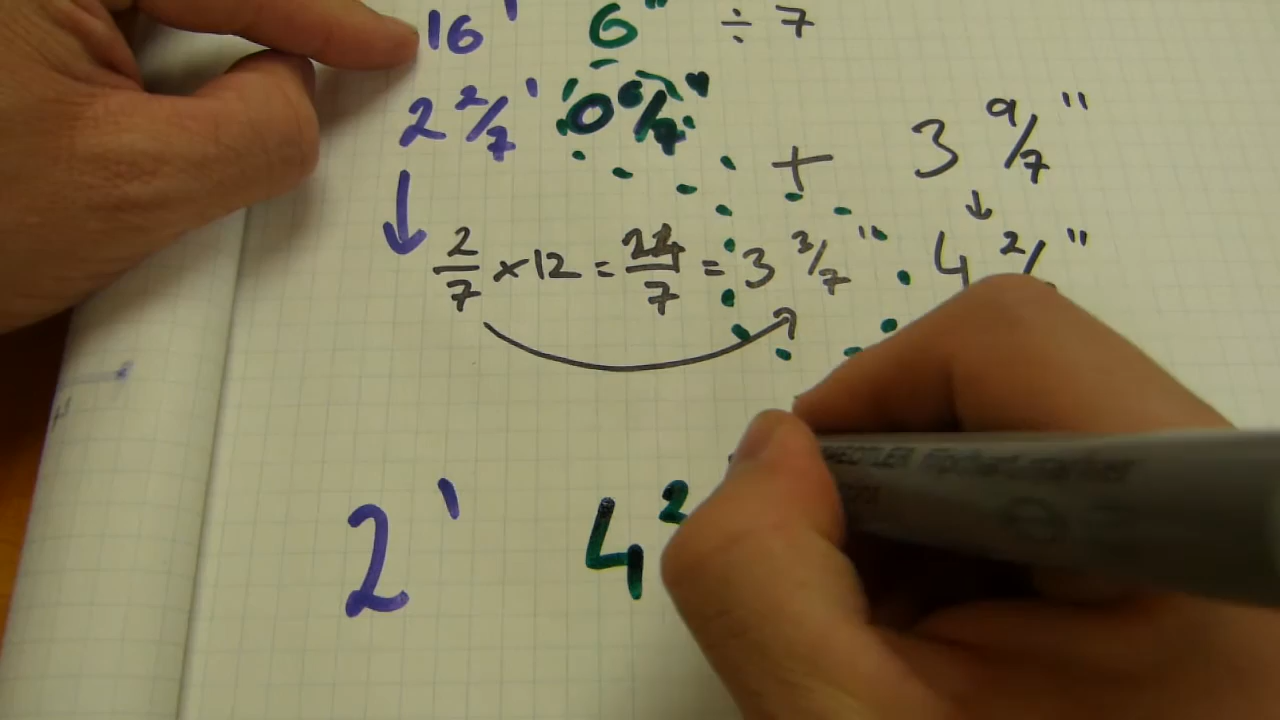 16' 6" ÷ 7
2 2/7' 0 6/7" + 3 9/7"
↓ ↓
2/7 × 12 = 24/7 = 3 3/7" 4 2/ "
2' 4 2